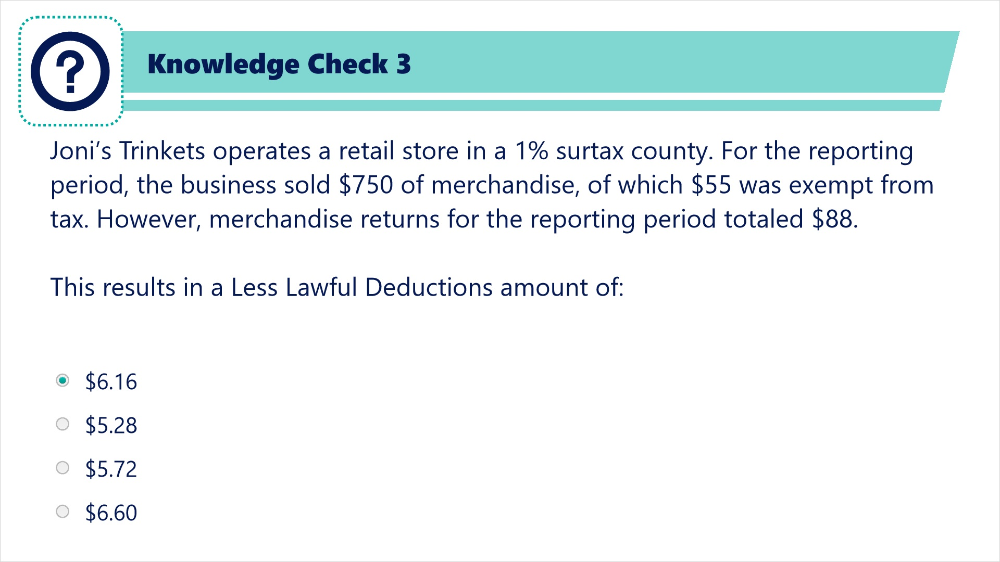 Knowledge Check 3
Joni’s Trinkets operates a retail store in a 1% surtax county. For the reporting
period, the business sold $750 of merchandise, of which $55 was exempt from
tax. However, merchandise returns for the reporting period totaled $88.
This results in a Less Lawful Deductions amount of:
$6.16
$5.28
$5.72
$6.60